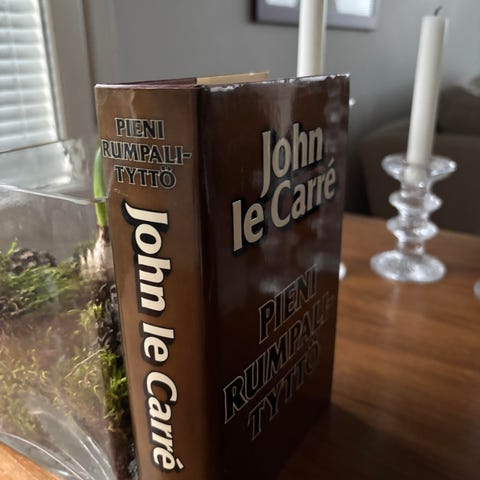 PIENI
RUMPALI-
TYTTÖ
John le Carré
John
le Carré
PIENI
RUMPALI-
TYTTÖ